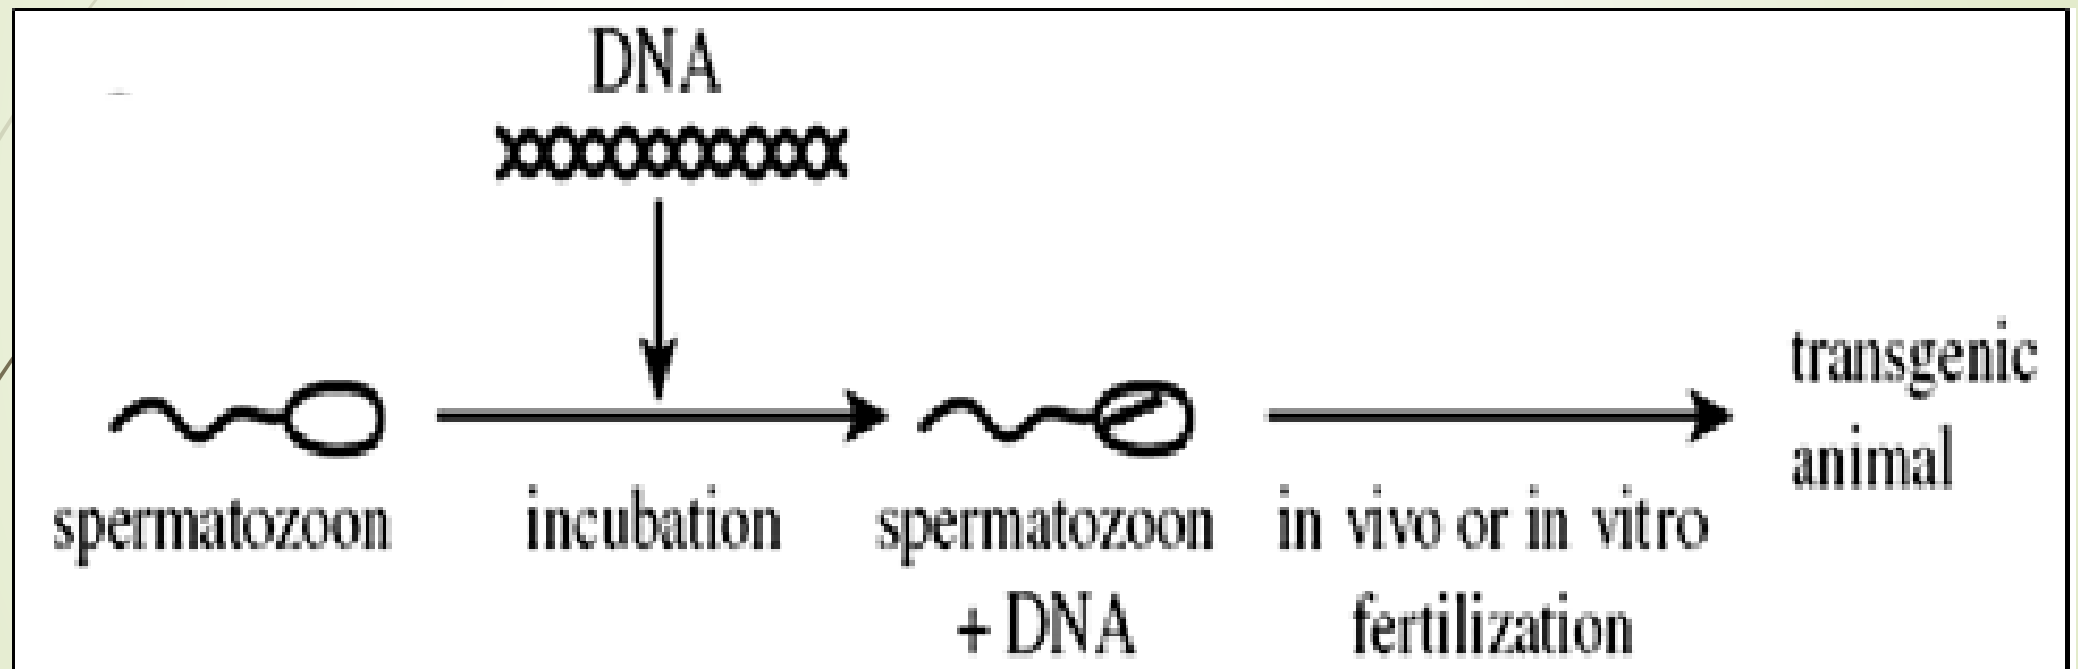 DNA
transgenic
animal
spermatozoon
incubation
spermatozoon
+ DNA
in vivo or in vitro
fertilization